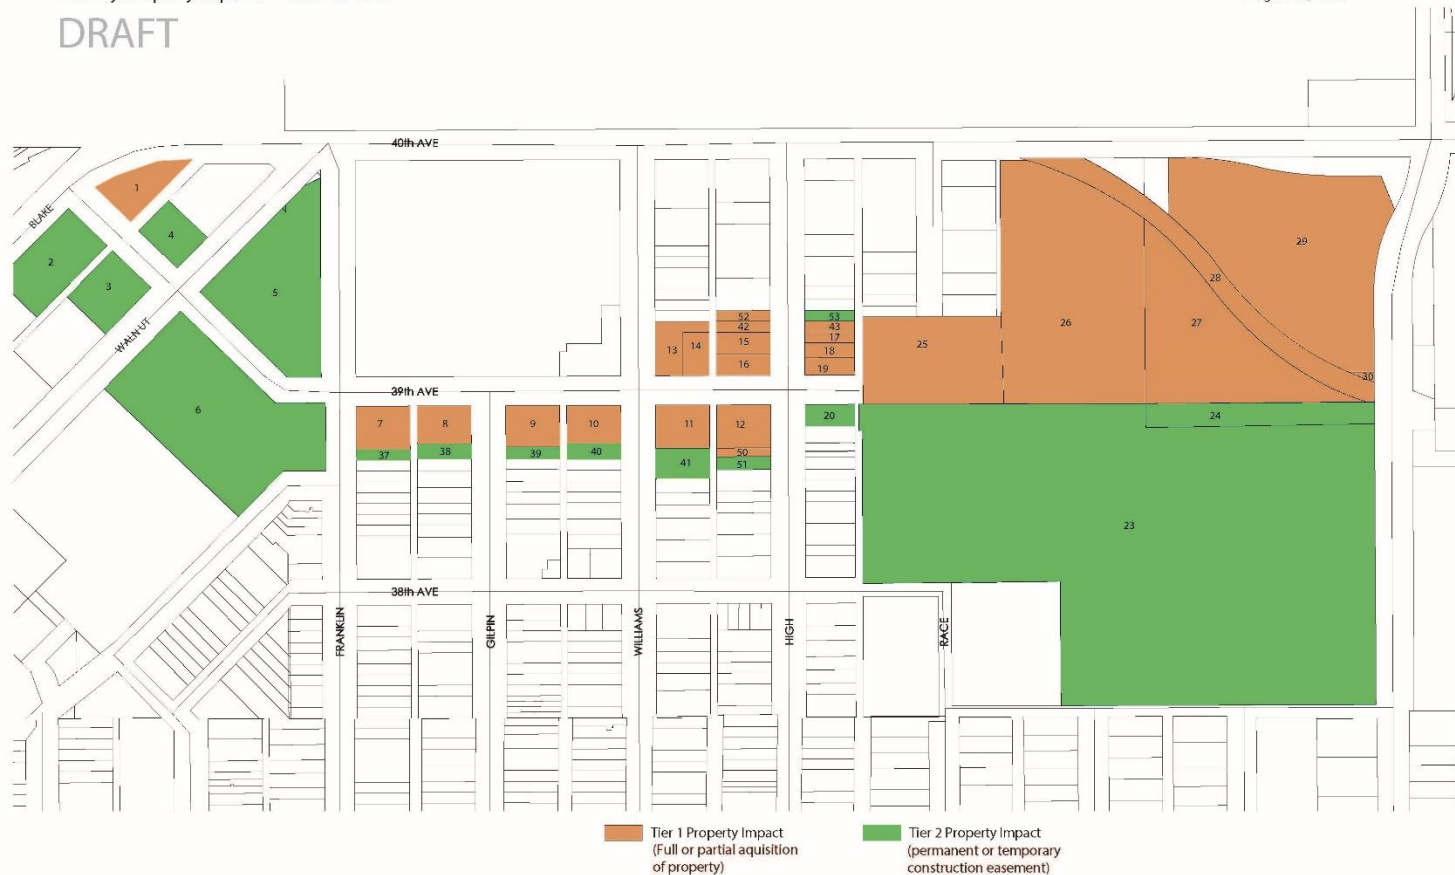 DRAFT
40th AVE
1
BLAKE
4
2
3
5
29
28
WALNUT
52
53
42
43
26
27
13
14
15
17
18
25
16
19
30
39th AVE
6
7
8
9
10
11
12
20
24
37
38
39
40
41
50
51
23
38th AVE
FRANKLIN
GILPIN
WILLIAMS
HIGH
RACE
Tier 1 Property Impact
(Full or partial aquisition
of property)
Tier 2 Property Impact
(permanent or temporary
construction easement)